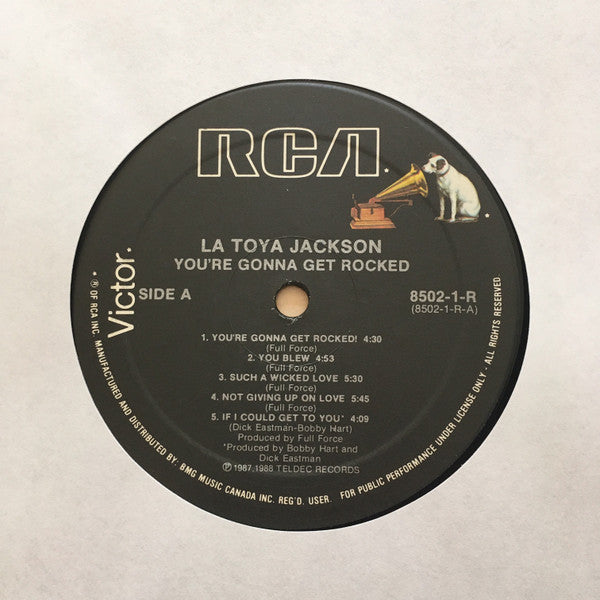 RCA.
LA TOYA JACKSON
YOU'RE GONNA GET ROCKED
Victor.
SIDE A
8502-1-R
(8502-1-R-A)
1. YOU'RE GONNA GET ROCKED! 4:30
(Full Force)
2. YOU BLEW 4:53
(Full Force)
3. SUCH A WICKED LOVE 5:30
(Full Force)
4. NOT GIVING UP ON LOVE 5:45
(Full Force)
5. IF I COULD GET TO YOU* 4:09
(Dick Eastman-Bobby Hart)
Produced by Full Force
*Produced by Bobby Hart and
Dick Eastman
Ⓟ 1987,1988 TELDEC RECORDS
• ® OF RCA INC. MANUFACTURED AND DISTRIBUTED BY: BMG MUSIC CANADA INC. REG'D. USER. FOR PUBLIC PERFORMANCE UNDER LICENSE ONLY - ALL RIGHTS RESERVED.